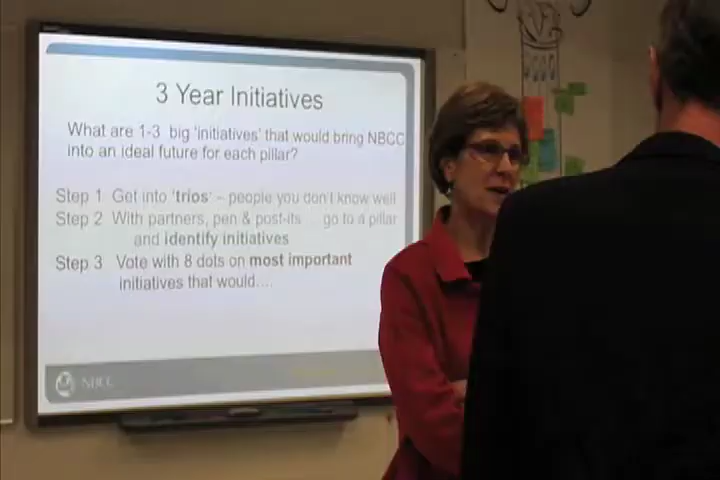 3 Year Initiatives
What are 1-3 big 'initiatives' that would bring NBCC
into an ideal future for each pillar?
Step 1 Get into 'trios' – people you don't know well
Step 2 With partners, pen & post-its ... go to a pillar
and identify initiatives
Step 3 Vote with 8 dots on most important
initiatives that would....
NBCC